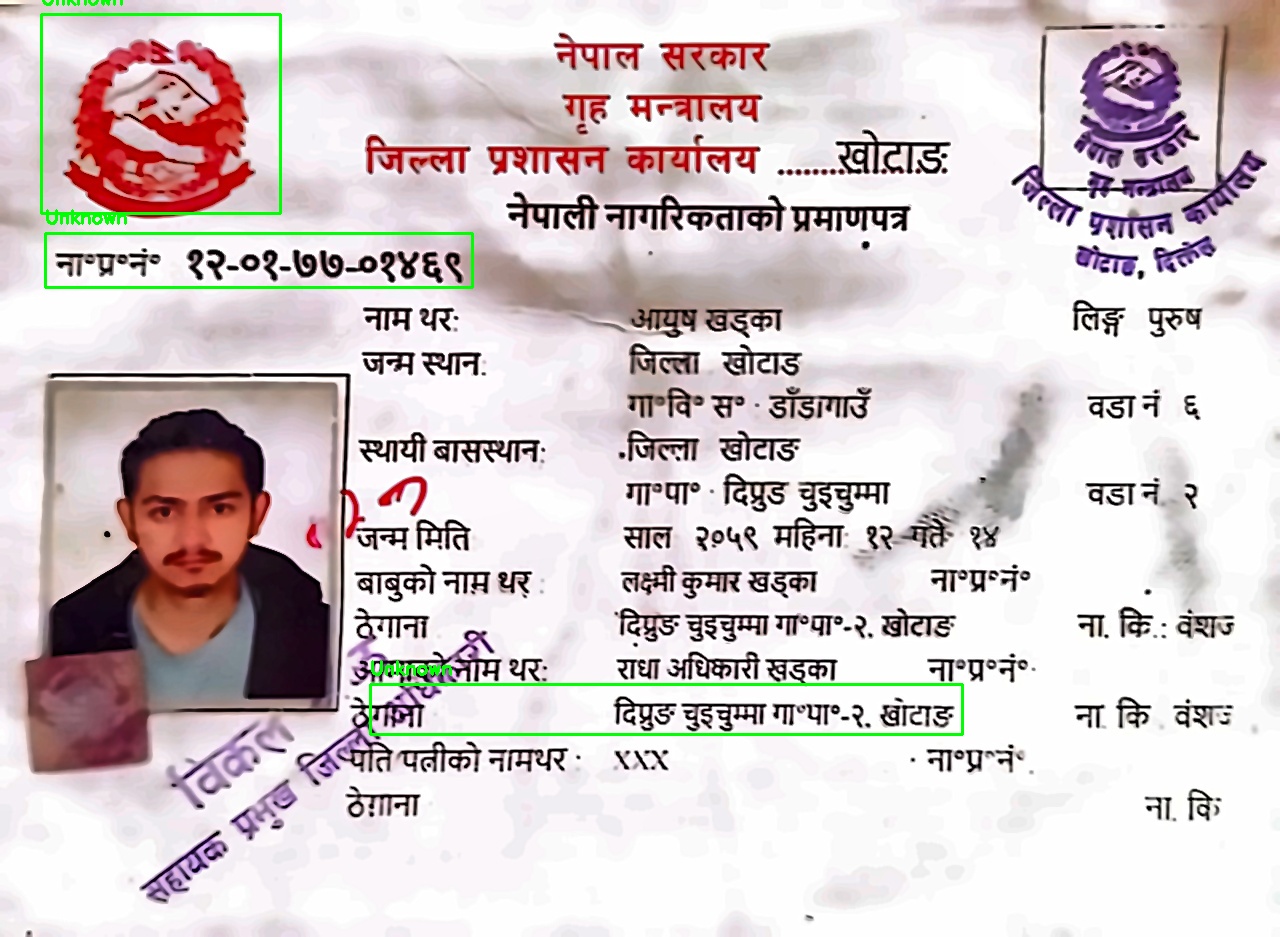 Unknown
नेपाल सरकार
गृह मन्त्रालय
जिल्ला प्रशासन कार्यालय ........खोटाङ
नेपाली नागरिकताको प्रमाणपत्र
नेपाल सरकार
गृह मन्त्रालय
जिल्ला प्रशासन कार्यालय
खोटाङ,
Unknown
ना॰प्र॰नं॰ १२-०१-७७-०१४६९
नाम थर: आयुष खड्का लिङ्ग पुरुष
जन्म स्थान: जिल्ला खोटाङ
गा॰वि॰ स॰ डाँडागाउँ वडा नं ६
स्थायी बासस्थान: जिल्ला खोटाङ
गा॰पा॰ दिप्रुङ चुइचुम्मा वडा नं. २
जन्म मिति साल २०५९ महिना: १२ गते १४
बाबुको नाम थर् : लक्ष्मी कुमार खड्का ना॰प्र॰नं॰
ठेगाना दिप्रुङ चुइचुम्मा गा॰पा॰-२, खोटाङ ना. कि.: वंशज
Unknown
नाम थर: राधा अधिकारी खड्का ना॰प्र॰नं॰
ठेगाना दिप्रुङ चुइचुम्मा गा॰पा॰-२, खोटाङ ना. कि . वंशज
पति पत्नीको नामथर : XXX ना॰प्र॰नं॰
ठेगाना ना. कि
सहायक प्रमुख जिल्ला अधिकारी